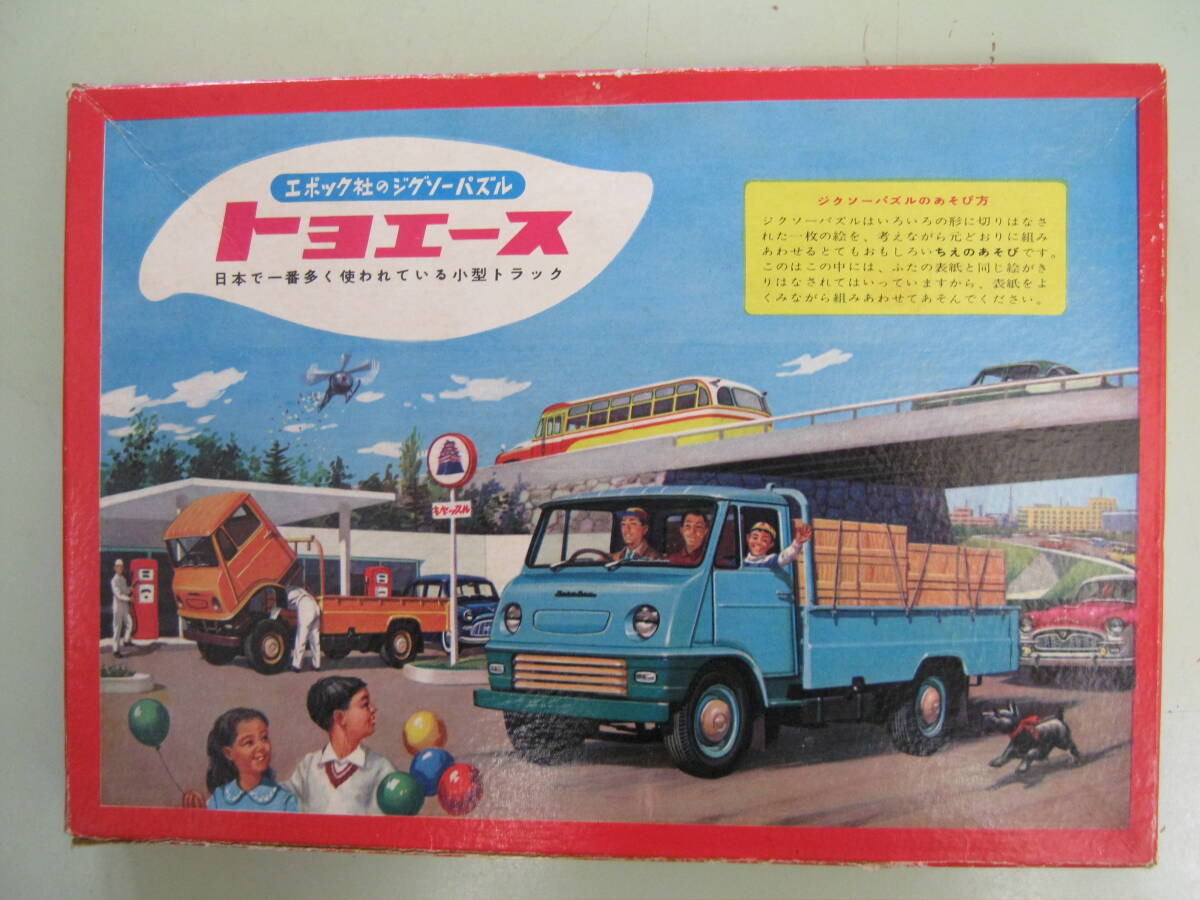 エポック社のジグソーパズル
トヨエース
日本で一番多く使われている小型トラック
ジクソーパズルのあそび方
ジクソーパズルはいろいろの形に切りはなさ
れた一枚の絵を、考えながら元どおりに組み
あわせるとてもおもしろいちえのあそびです。
このはこの中には、ふたの表紙と同じ絵がき
りはなされてはいっていますから、表紙をよ
くみながら組みあわせてあそんでください。
キャッスル